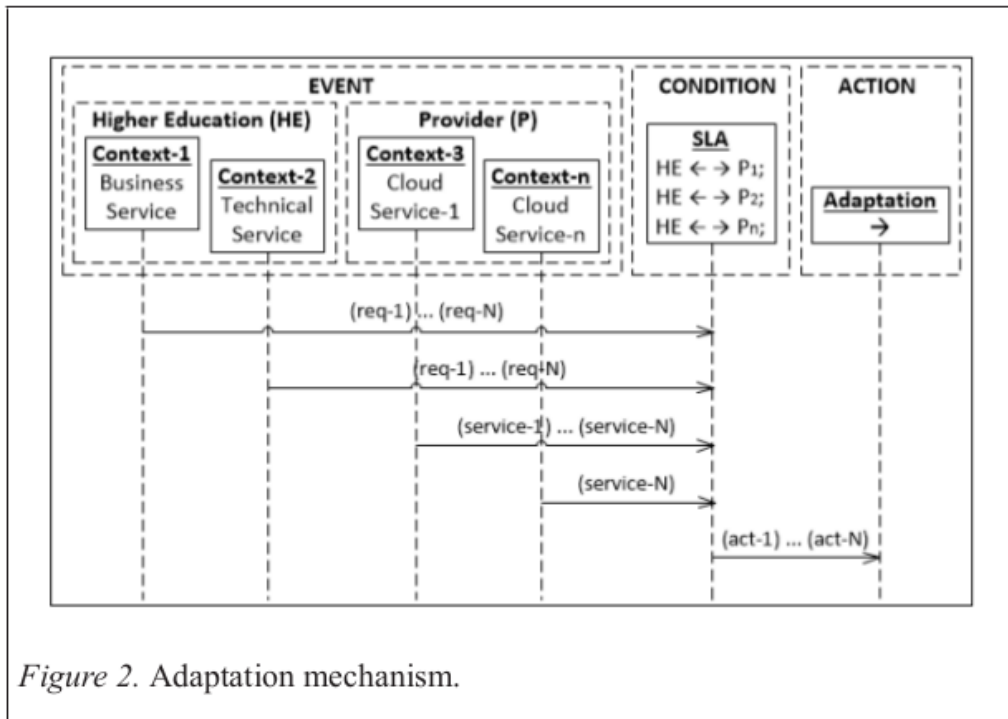 EVENT
CONDITION
ACTION
Higher Education (HE)
Provider (P)
Context-1
Business
Service
Context-2
Technical
Service
Context-3
Cloud
Service-1
Context-n
Cloud
Service-n
SLA
HE ← → P1;
HE ← → P2;
HE ← → Pn;
Adaptation
→
(req-1) ... (req-N)
(req-1) ... (req-N)
(service-1) ... (service-N)
(service-N)
(act-1) ... (act-N)
Figure 2. Adaptation mechanism.